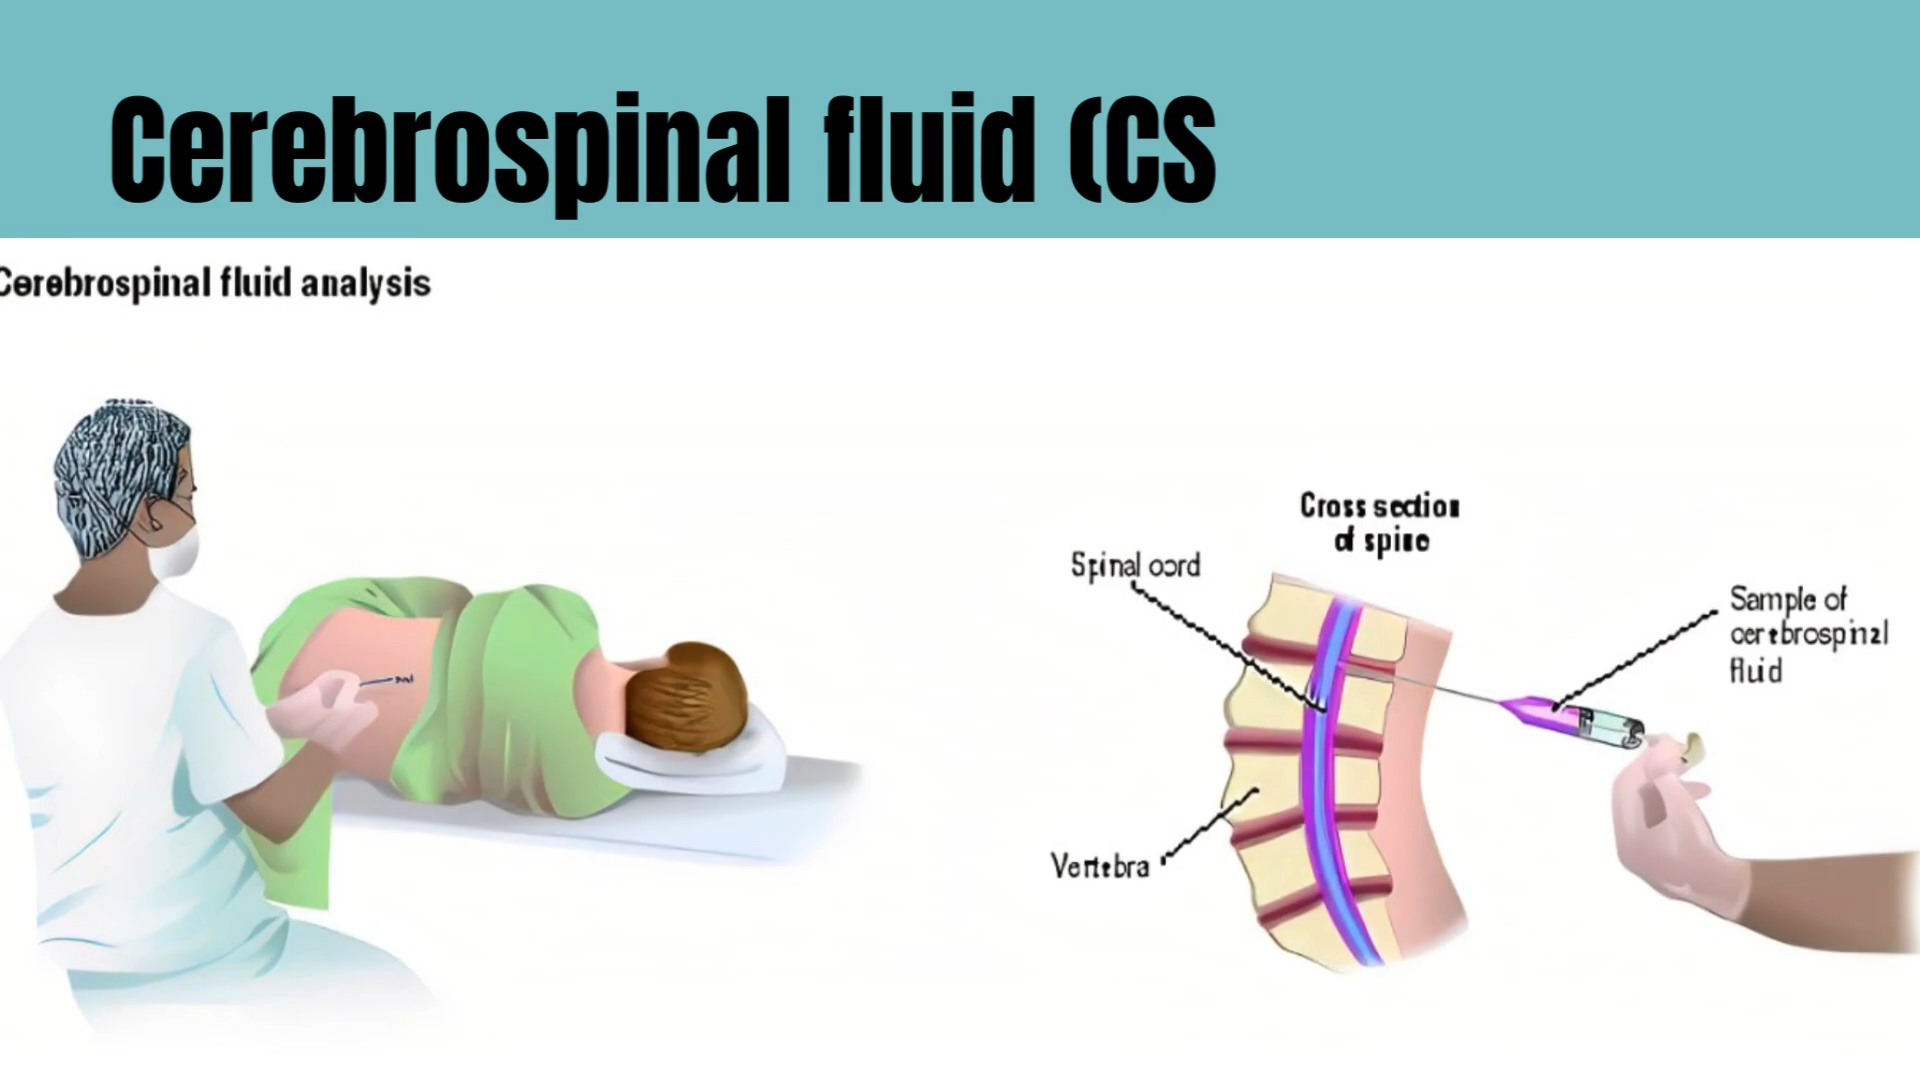 Cerebrospinal fluid (CS
Cerebrospinal fluid analysis
Cross section
of spine
Spinal cord
Sample of
cerebrospinal
fluid
Vertebra